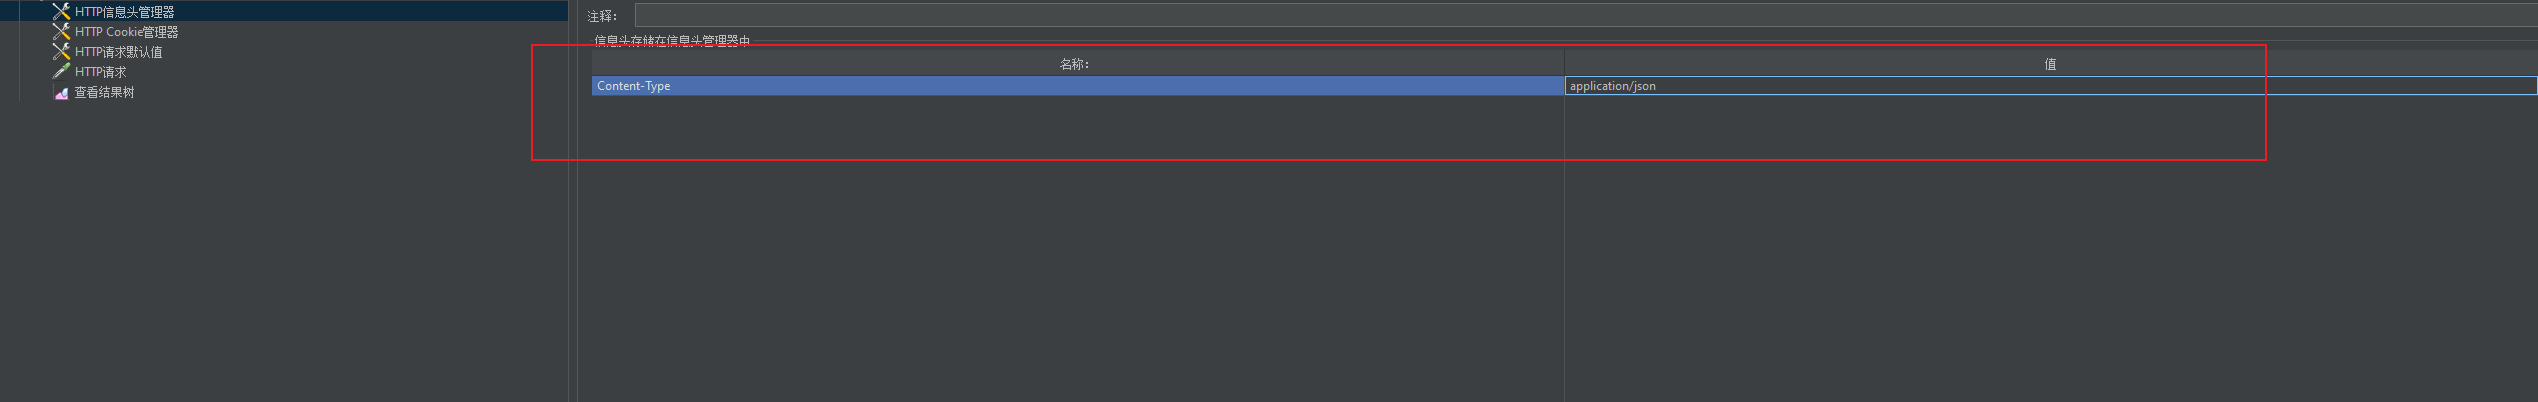 HTTP信息头管理器
HTTP Cookie管理器
HTTP请求默认值
HTTP请求
查看结果树
注释：
信息头存储在信息头管理器中
名称：
值
Content-Type
application/json